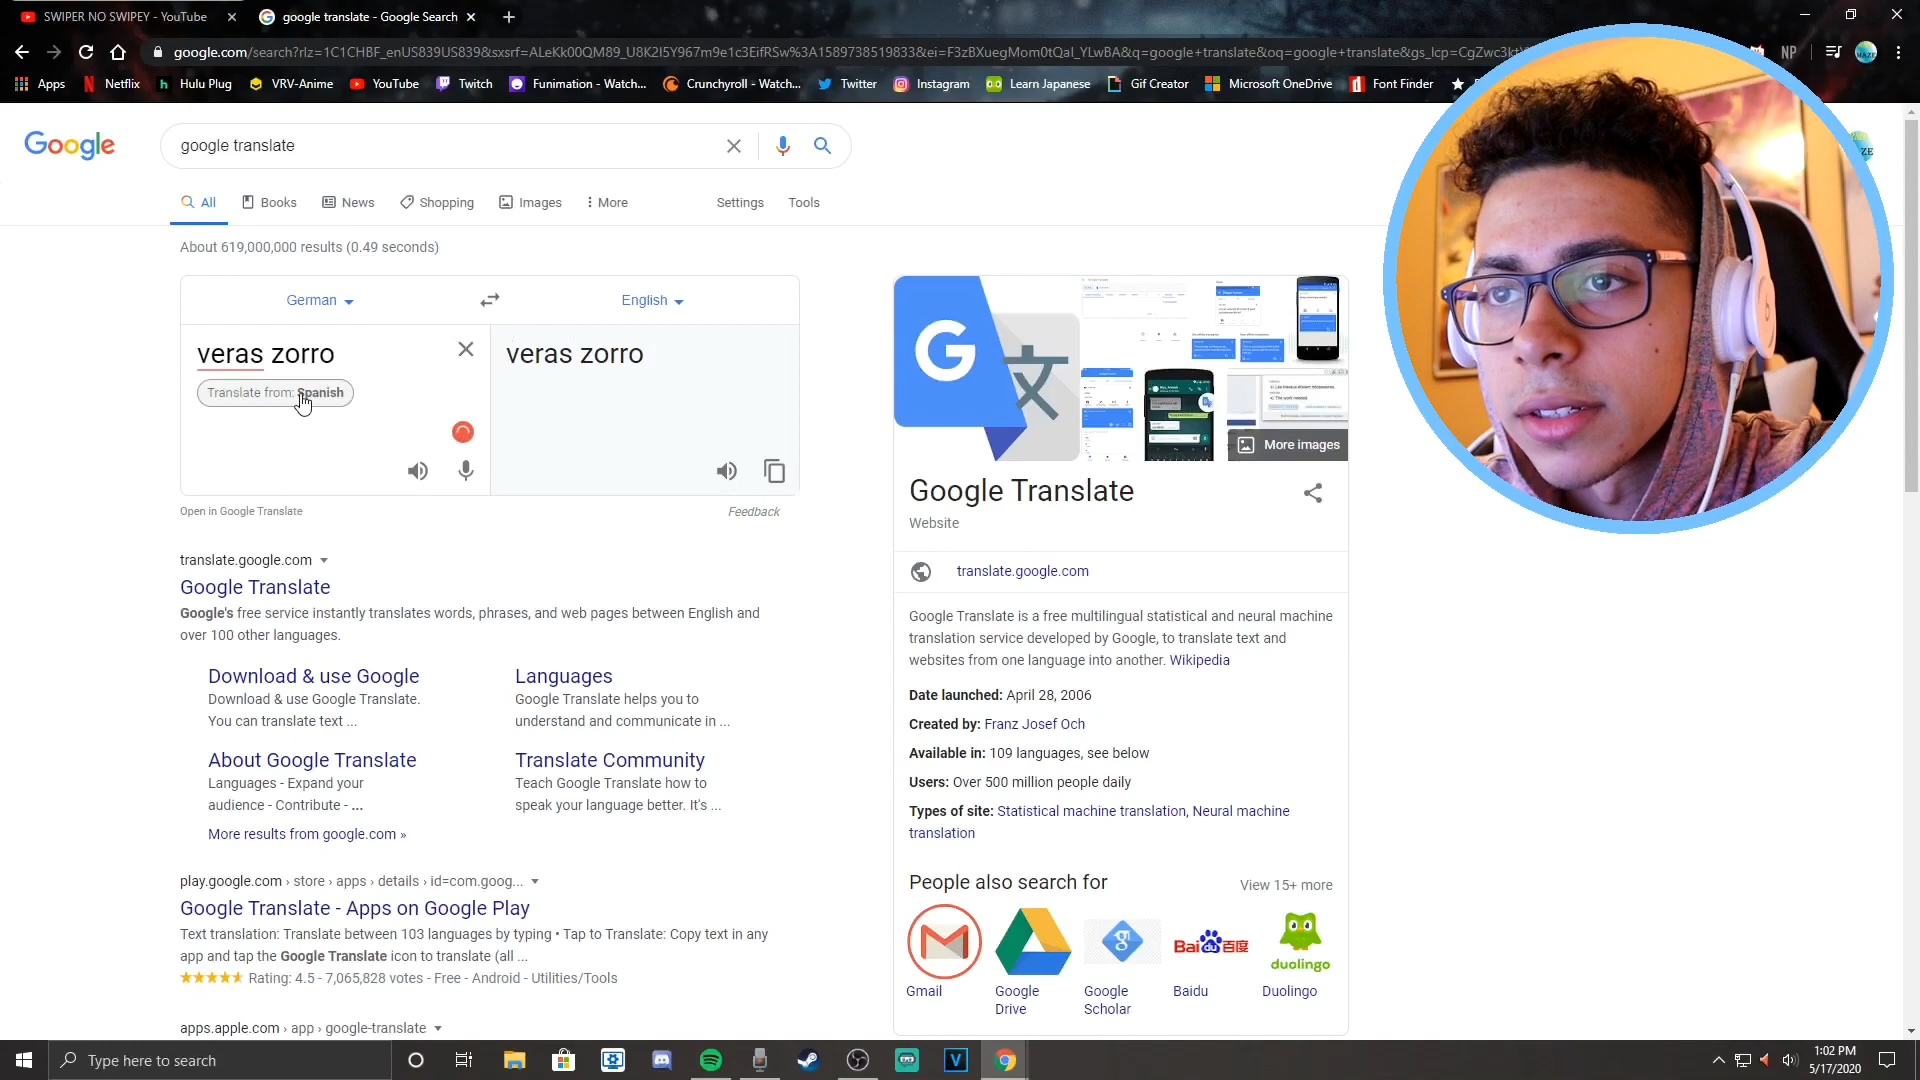 SWIPER NO SWIPEY - YouTube
google translate - Google Search
google.com/search?rlz=1C1CHBF_enUS839US839&sxsrf=ALeKk00QM89_U8K2I5Y967m9e1c3EifRSw%3A1589738519833&ei=F3zBXuegMom0tQaI_YLwBA&q=google+translate&oq=google+translate&gs_lcp=CgZwc3kt
NP
Apps
Netflix
Hulu Plug
VRV-Anime
YouTube
Twitch
Funimation - Watch...
Crunchyroll - Watch...
Twitter
Instagram
Learn Japanese
Gif Creator
Microsoft OneDrive
Font Finder
Google
google translate
All
Books
News
Shopping
Images
More
Settings
Tools
About 619,000,000 results (0.49 seconds)
German
English
veras zorro
veras zorro
Translate from: Spanish
Open in Google Translate
Feedback
More images
Google Translate
Website
translate.google.com
Google Translate is a free multilingual statistical and neural machine
translation service developed by Google, to translate text and
websites from one language into another. Wikipedia
Date launched: April 28, 2006
Created by: Franz Josef Och
Available in: 109 languages, see below
Users: Over 500 million people daily
Types of site: Statistical machine translation, Neural machine
translation
People also search for
View 15+ more
Bai百度
duolingo
Gmail
Google
Drive
Google
Scholar
Baidu
Duolingo
translate.google.com
Google Translate
Google's free service instantly translates words, phrases, and web pages between English and
over 100 other languages.
Download & use Google
Download & use Google Translate.
You can translate text ...
Languages
Google Translate helps you to
understand and communicate in ...
About Google Translate
Languages - Expand your
audience - Contribute - ...
Translate Community
Teach Google Translate how to
speak your language better. It's ...
More results from google.com »
play.google.com › store › apps › details › id=com.goog...
Google Translate - Apps on Google Play
Text translation: Translate between 103 languages by typing • Tap to Translate: Copy text in any
app and tap the Google Translate icon to translate (all ...
Rating: 4.5 - 7,065,828 votes - Free - Android - Utilities/Tools
apps.apple.com › app › google-translate
Type here to search
1:02 PM
5/17/2020